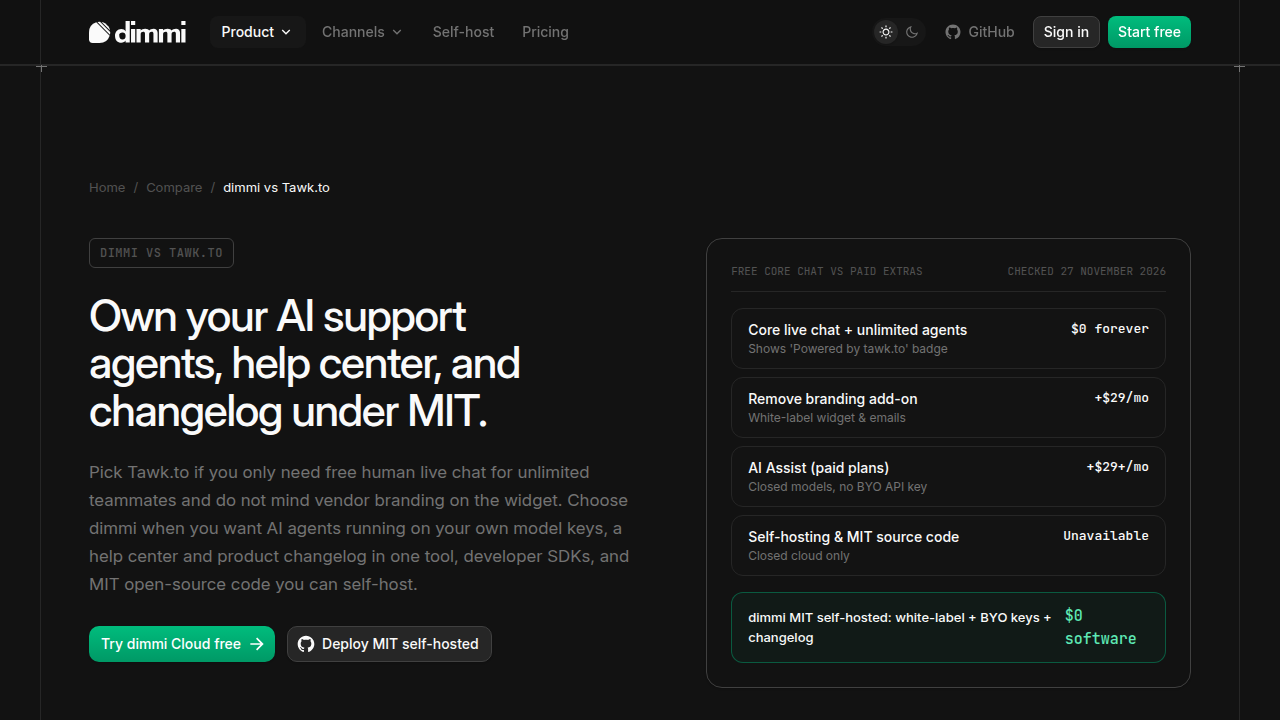 dimmi
Product
Channels
Self-host
Pricing
GitHub
Sign in
Start free
Home / Compare / dimmi vs Tawk.to
DIMMI VS TAWK.TO
Own your AI support
agents, help center, and
changelog under MIT.
Pick Tawk.to if you only need free human live chat for unlimited
teammates and do not mind vendor branding on the widget. Choose
dimmi when you want AI agents running on your own model keys, a
help center and product changelog in one tool, developer SDKs, and
MIT open-source code you can self-host.
Try dimmi Cloud free
Deploy MIT self-hosted
FREE CORE CHAT VS PAID EXTRAS
CHECKED 27 NOVEMBER 2026
Core live chat + unlimited agents
$0 forever
Shows 'Powered by tawk.to' badge
Remove branding add-on
+$29/mo
White-label widget & emails
AI Assist (paid plans)
+$29+/mo
Closed models, no BYO API key
Self-hosting & MIT source code
Unavailable
Closed cloud only
dimmi MIT self-hosted: white-label + BYO keys +
changelog
$0
software